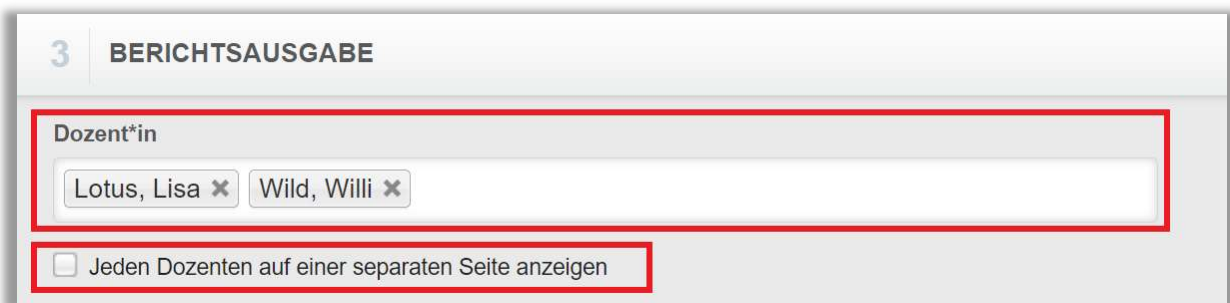 3 BERICHTSAUSGABE
Dozent*in
Lotus, Lisa Wild, Willi
Jeden Dozenten auf einer separaten Seite anzeigen